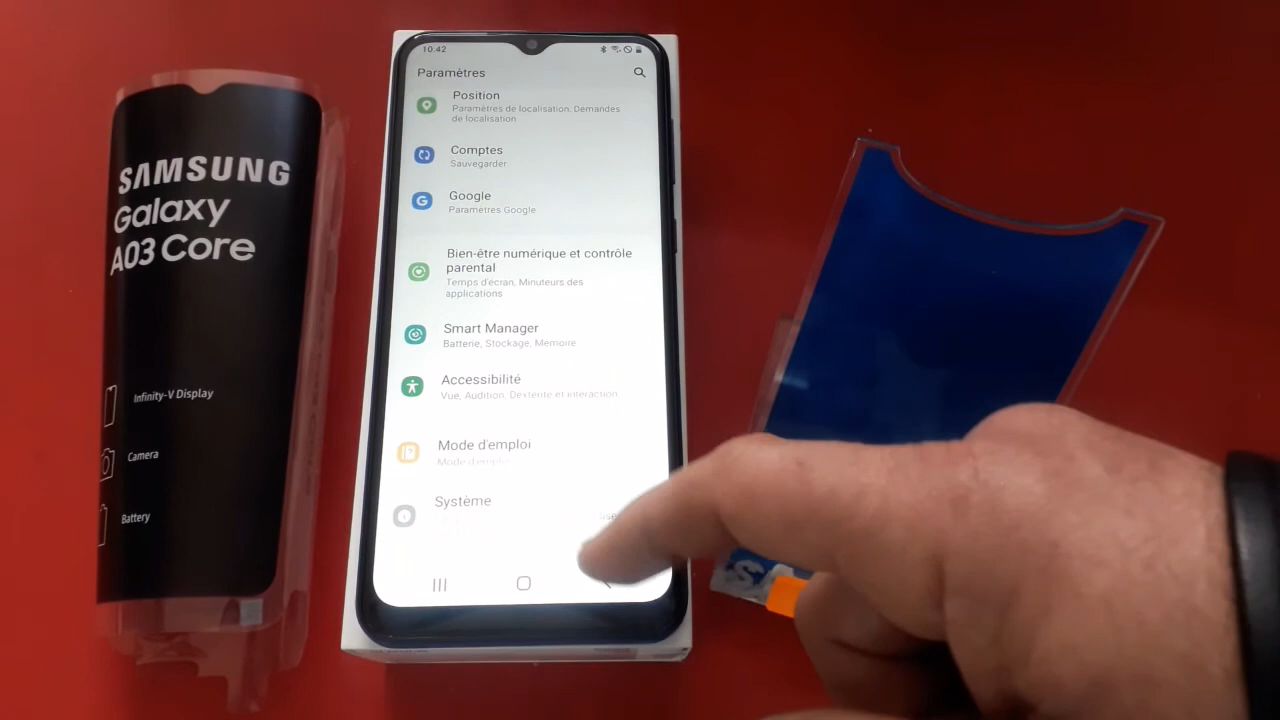 SAMSUNG
Galaxy
A03 Core
Infinity-V Display
Camera
Battery
10:42
Paramètres
Position
Paramètres de localisation, Demandes
de localisation
Comptes
Sauvegarder
Google
Paramètres Google
Bien-être numérique et contrôle
parental
Temps d'écran, Minuteurs des
applications
Smart Manager
Batterie, Stockage, Mémoire
Accessibilité
Vue, Audition, Dextérité et interaction
Mode d'emploi
Mode d'emploi
Système